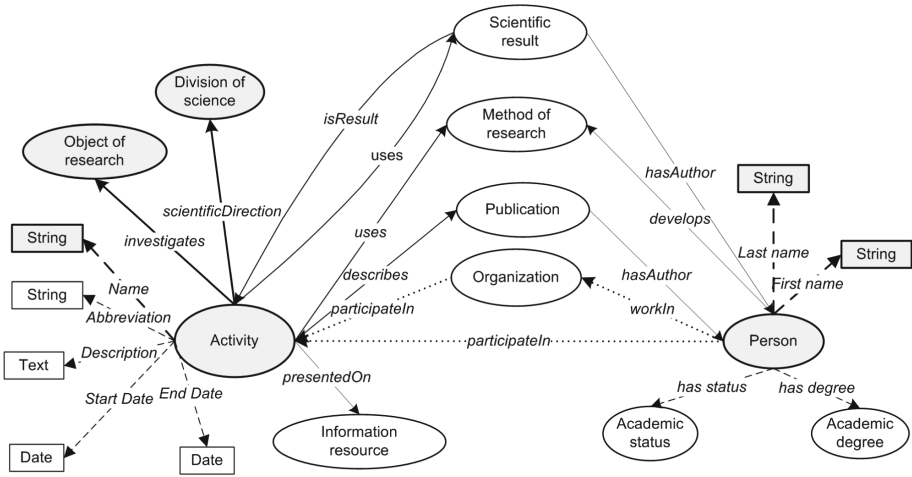 Scientific
result
Division of
science
isResult
Method of
research
Object of
research
uses
hasAuthor
String
scientificDirection
Publication
develops
String
investigates
uses
Last name
String
describes
Organization
hasAuthor
First name
Name
String
Abbreviation
participateIn
workIn
Activity
participateIn
Person
Description
Text
presentedOn
has status
has degree
Start Date
End Date
Information
resource
Academic
status
Academic
degree
Date
Date